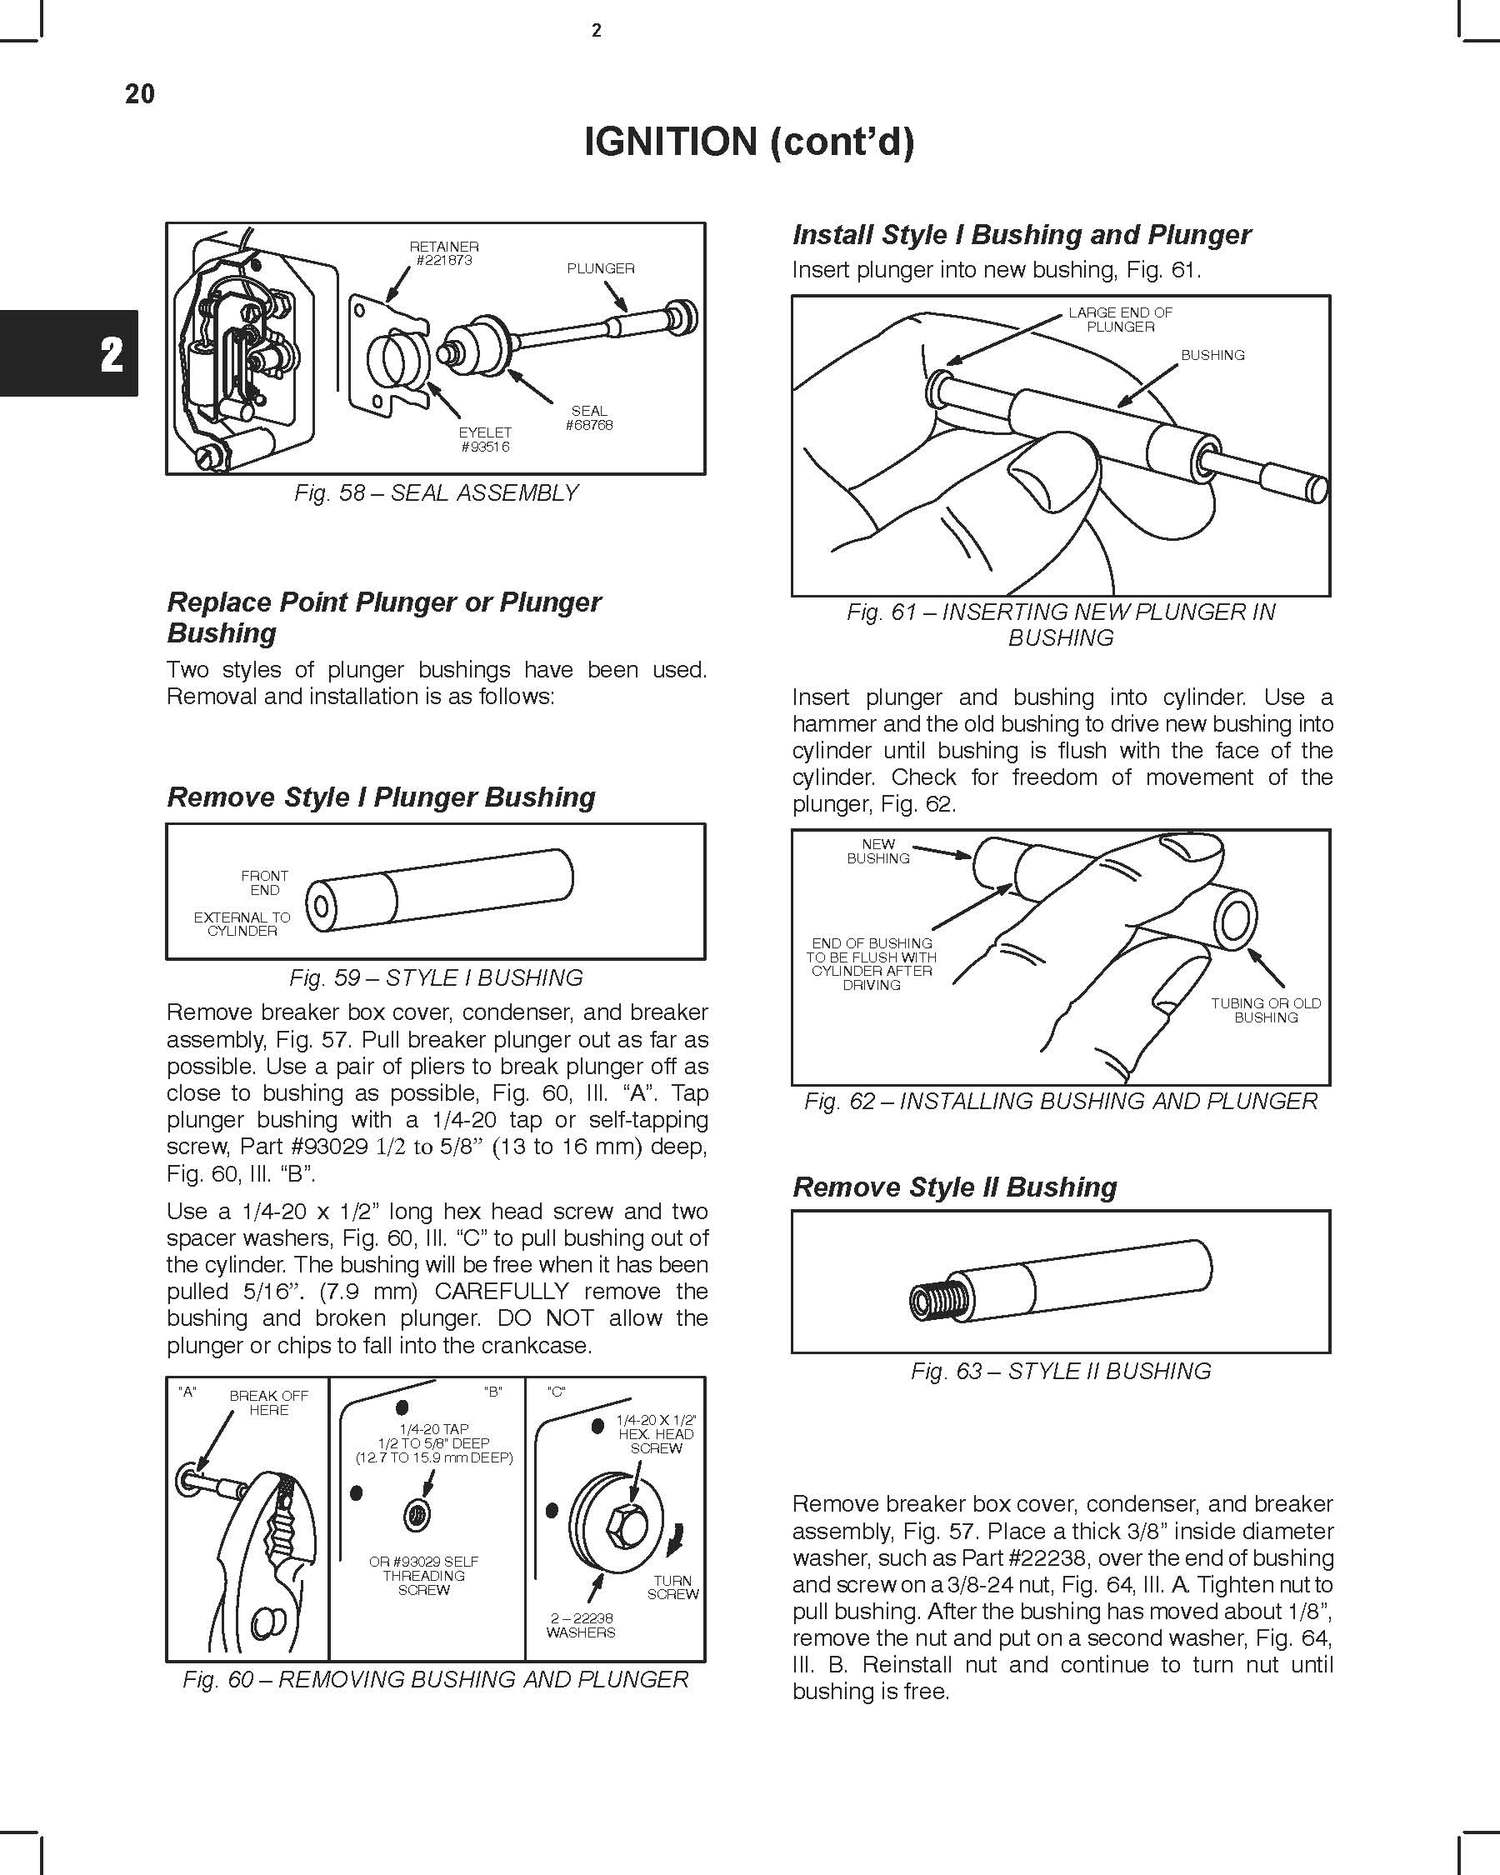 2
20
IGNITION (cont’d)
2
RETAINER
#221873
PLUNGER
SEAL
#68768
EYELET
#93516
Fig. 58 – SEAL ASSEMBLY
Replace Point Plunger or Plunger
Bushing
Two styles of plunger bushings have been used.
Removal and installation is as follows:
Remove Style I Plunger Bushing
FRONT
END
EXTERNAL TO
CYLINDER
Fig. 59 – STYLE I BUSHING
Remove breaker box cover, condenser, and breaker
assembly, Fig. 57. Pull breaker plunger out as far as
possible. Use a pair of pliers to break plunger off as
close to bushing as possible, Fig. 60, Ill. “A”. Tap
plunger bushing with a 1/4-20 tap or self-tapping
screw, Part #93029 1/2 to 5/8” (13 to 16 mm) deep,
Fig. 60, Ill. “B”.
Use a 1/4-20 x 1/2” long hex head screw and two
spacer washers, Fig. 60, Ill. “C” to pull bushing out of
the cylinder. The bushing will be free when it has been
pulled 5/16”. (7.9 mm) CAREFULLY remove the
bushing and broken plunger. DO NOT allow the
plunger or chips to fall into the crankcase.
"A"
BREAK OFF
HERE
"B"
1/4-20 TAP
1/2 TO 5/8" DEEP
(12.7 TO 15.9 mm DEEP)
OR #93029 SELF
THREADING
SCREW
"C"
1/4-20 X 1/2"
HEX. HEAD
SCREW
TURN
SCREW
2 – 22238
WASHERS
Fig. 60 – REMOVING BUSHING AND PLUNGER
Install Style I Bushing and Plunger
Insert plunger into new bushing, Fig. 61.
LARGE END OF
PLUNGER
BUSHING
Fig. 61 – INSERTING NEW PLUNGER IN
BUSHING
Insert plunger and bushing into cylinder. Use a
hammer and the old bushing to drive new bushing into
cylinder until bushing is flush with the face of the
cylinder. Check for freedom of movement of the
plunger, Fig. 62.
NEW
BUSHING
END OF BUSHING
TO BE FLUSH WITH
CYLINDER AFTER
DRIVING
TUBING OR OLD
BUSHING
Fig. 62 – INSTALLING BUSHING AND PLUNGER
Remove Style II Bushing
Fig. 63 – STYLE II BUSHING
Remove breaker box cover, condenser, and breaker
assembly, Fig. 57. Place a thick 3/8” inside diameter
washer, such as Part #22238, over the end of bushing
and screw on a 3/8-24 nut, Fig. 64, Ill. A. Tighten nut to
pull bushing. After the bushing has moved about 1/8”,
remove the nut and put on a second washer, Fig. 64,
Ill. B. Reinstall nut and continue to turn nut until
bushing is free.